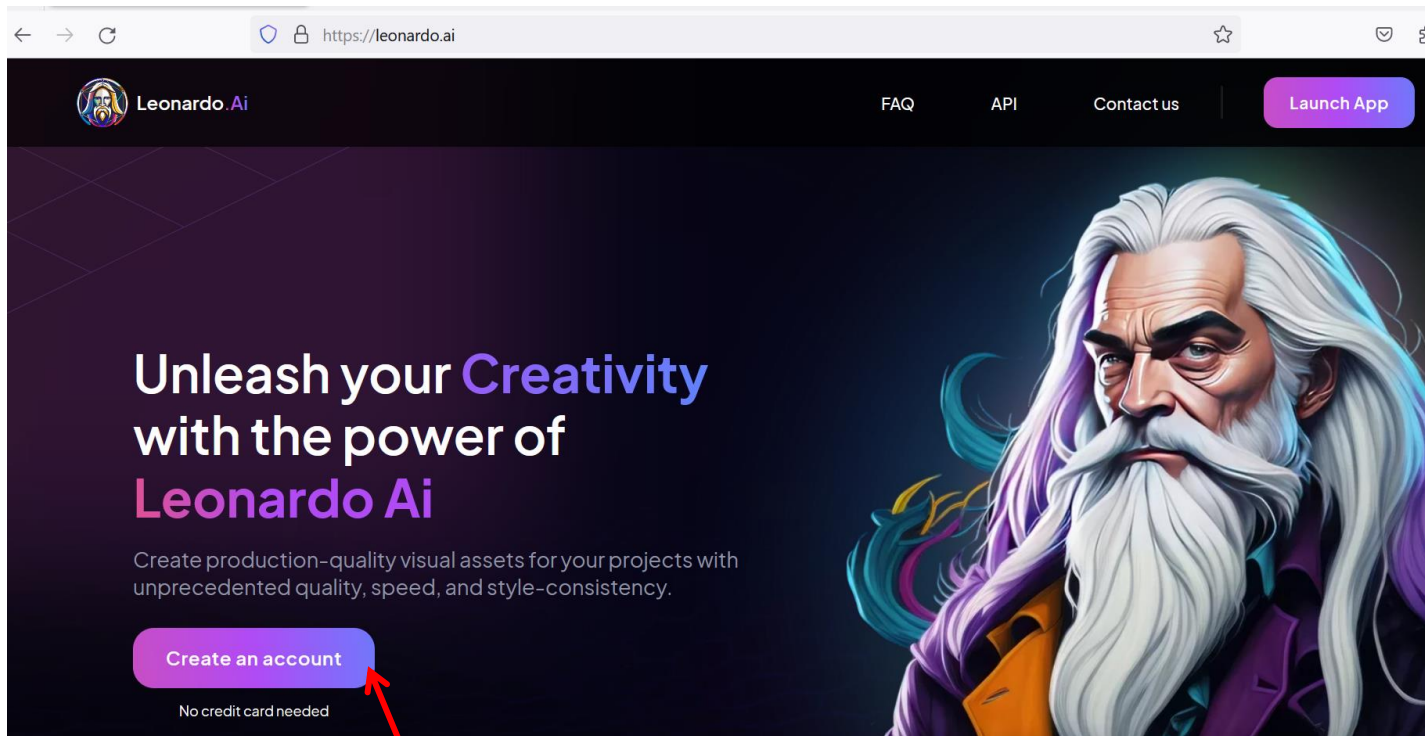 https://leonardo.ai
Leonardo.Ai
FAQ
API
Contact us
Launch App
Unleash your Creativity
with the power of
Leonardo Ai
Create production-quality visual assets for your projects with
unprecedented quality, speed, and style-consistency.
Create an account
No credit card needed